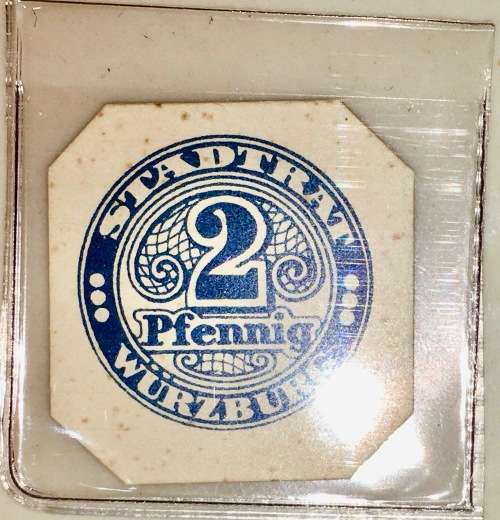 STADTRAT
2
Pfennig
WÜRZBURG